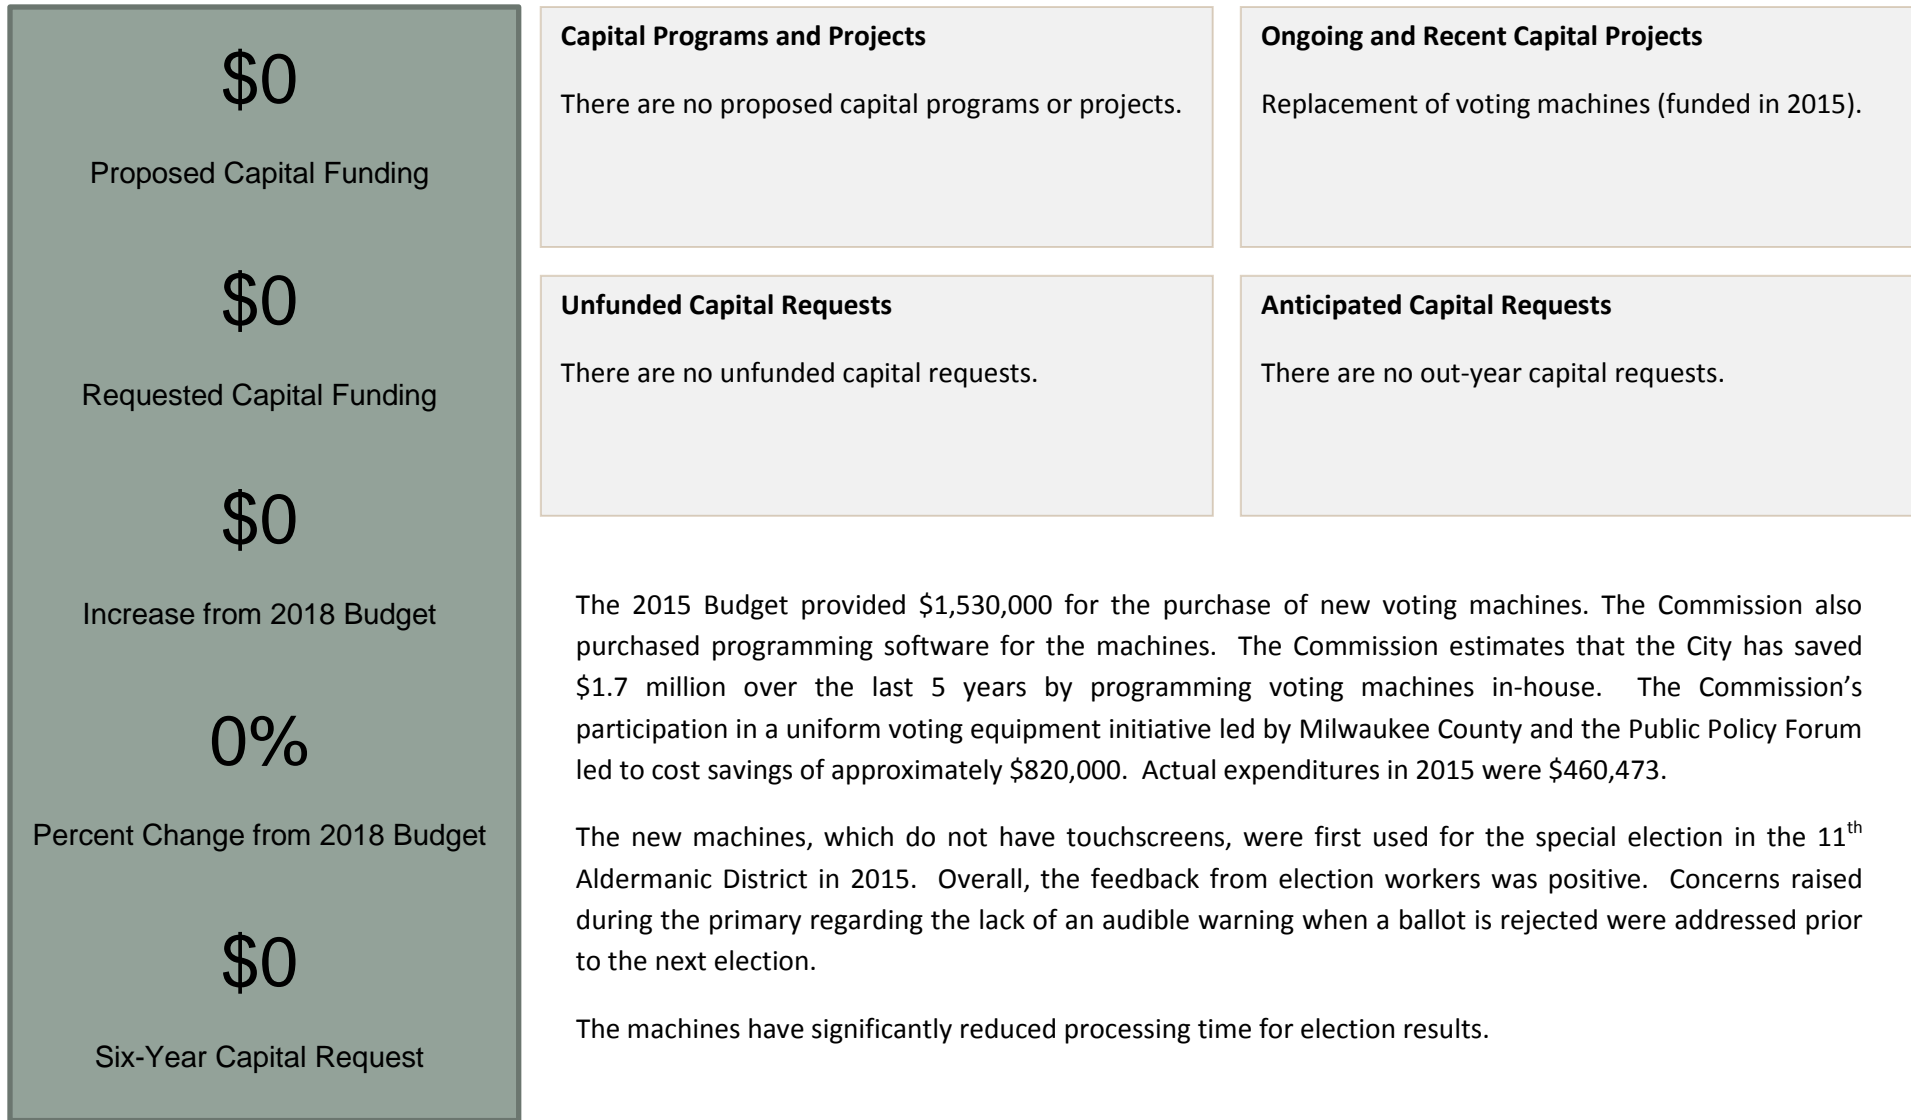 $0
Proposed Capital Funding
$0
Requested Capital Funding
$0
Increase from 2018 Budget
0%
Percent Change from 2018 Budget
$0
Six-Year Capital Request
Capital Programs and Projects
There are no proposed capital programs or projects.
Ongoing and Recent Capital Projects
Replacement of voting machines (funded in 2015).
Unfunded Capital Requests
There are no unfunded capital requests.
Anticipated Capital Requests
There are no out-year capital requests.
The 2015 Budget provided $1,530,000 for the purchase of new voting machines. The Commission also
purchased programming software for the machines. The Commission estimates that the City has saved
$1.7 million over the last 5 years by programming voting machines in-house. The Commission’s
participation in a uniform voting equipment initiative led by Milwaukee County and the Public Policy Forum
led to cost savings of approximately $820,000. Actual expenditures in 2015 were $460,473.
The new machines, which do not have touchscreens, were first used for the special election in the 11th
Aldermanic District in 2015. Overall, the feedback from election workers was positive. Concerns raised
during the primary regarding the lack of an audible warning when a ballot is rejected were addressed prior
to the next election.
The machines have significantly reduced processing time for election results.